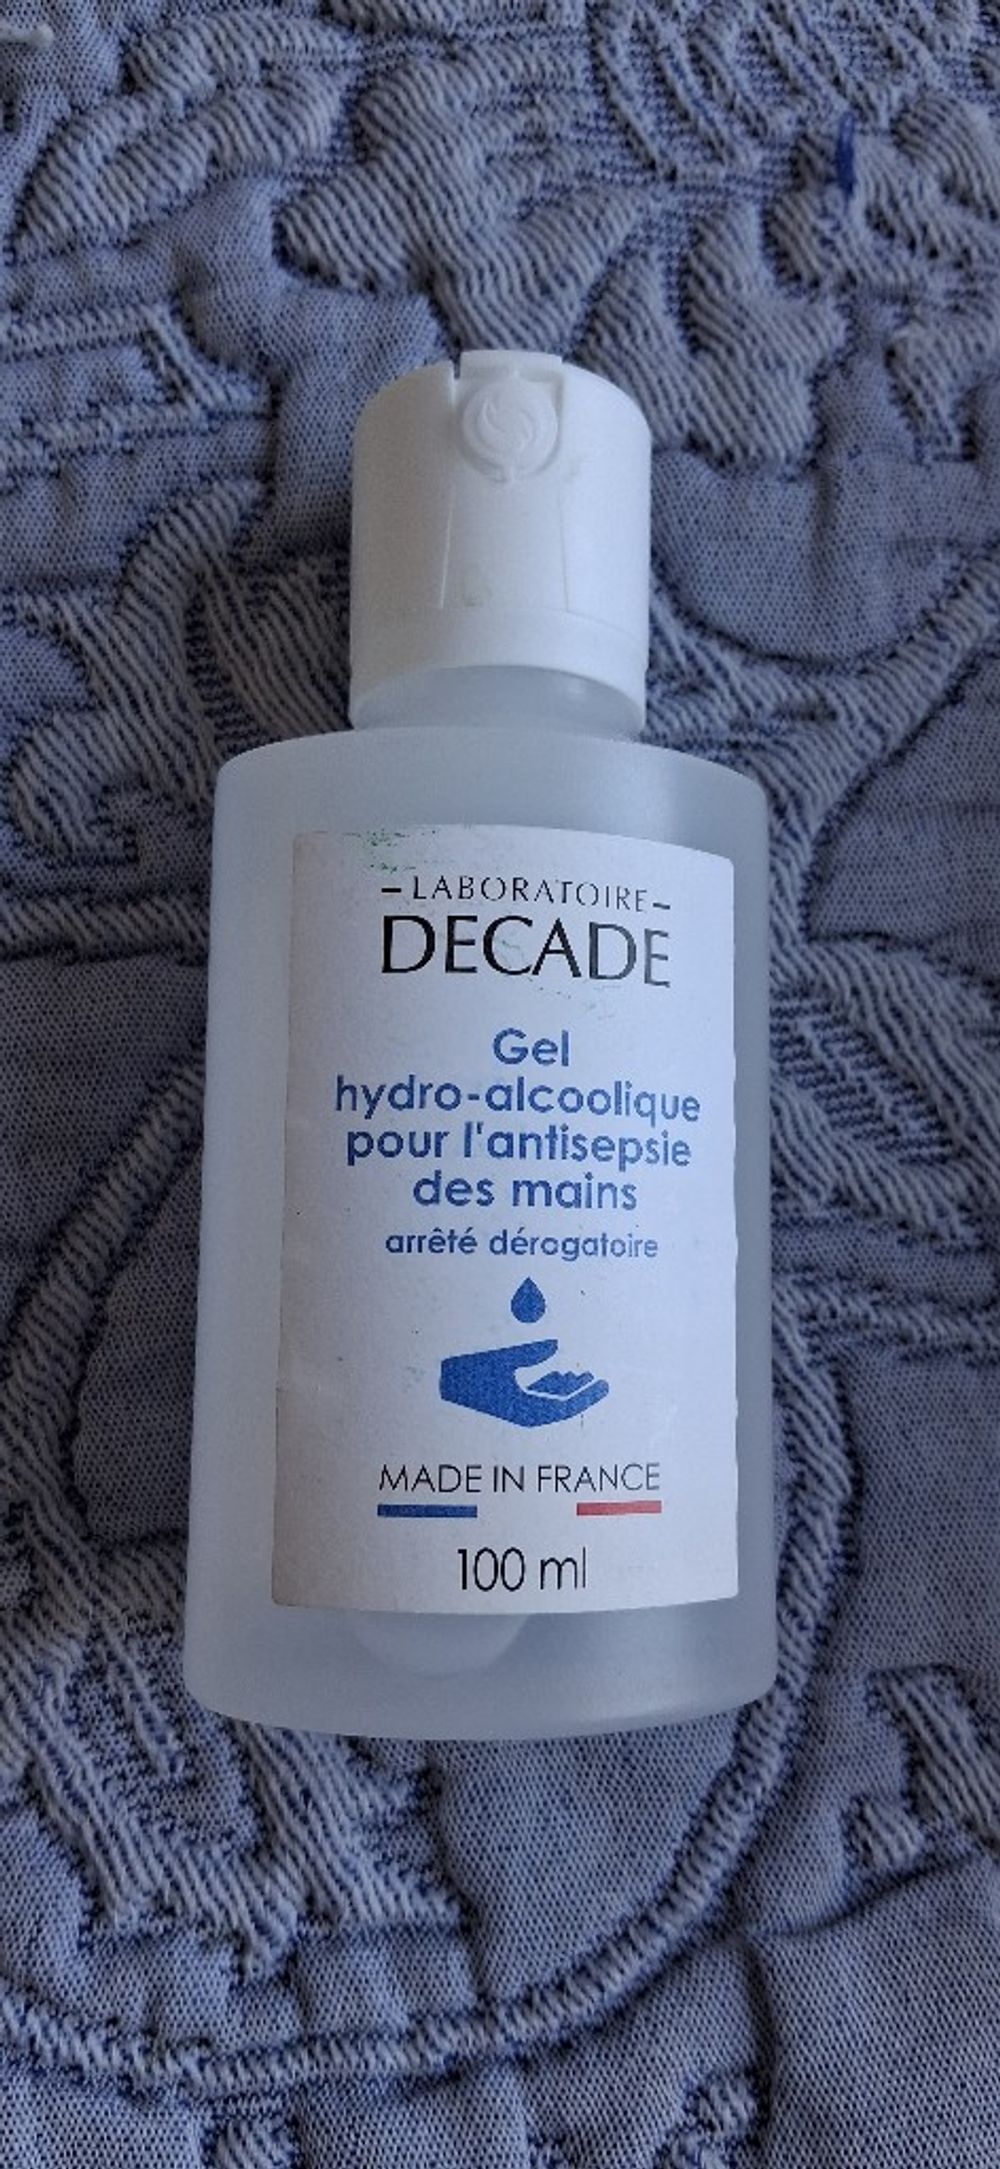 – LABORATOIRE –
DECADE
Gel
hydro-alcoolique
pour l'antisepsie
des mains
arrêté dérogatoire
MADE IN FRANCE
100 ml